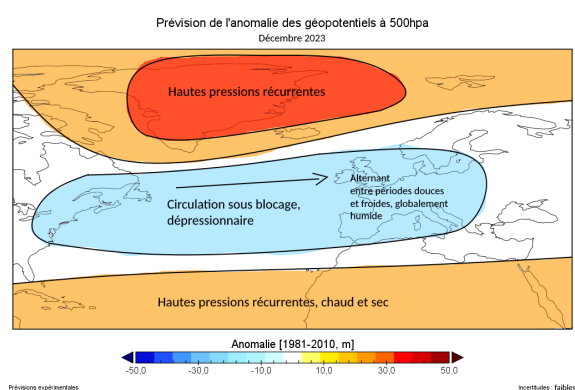 Prévision de l'anomalie des géopotentiels à 500hpa
Décembre 2023
Hautes pressions récurrentes
Alternant
entre périodes douces
et froides, globalement
humide
Circulation sous blocage,
dépressionnaire
Hautes pressions récurrentes, chaud et sec
Anomalie [1981-2010, m]
-50.0 -30.0 -10.0 10.0 30.0 50.0
Prévisions expérimentales
Incertitudes : faibles